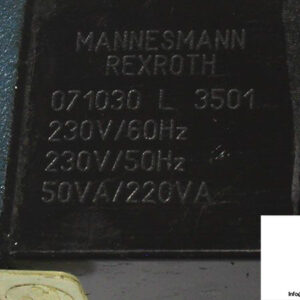 MANNESMANN
REXROTH
071030 L 3501
230V/60Hz
230V/50Hz
50VA/220VA